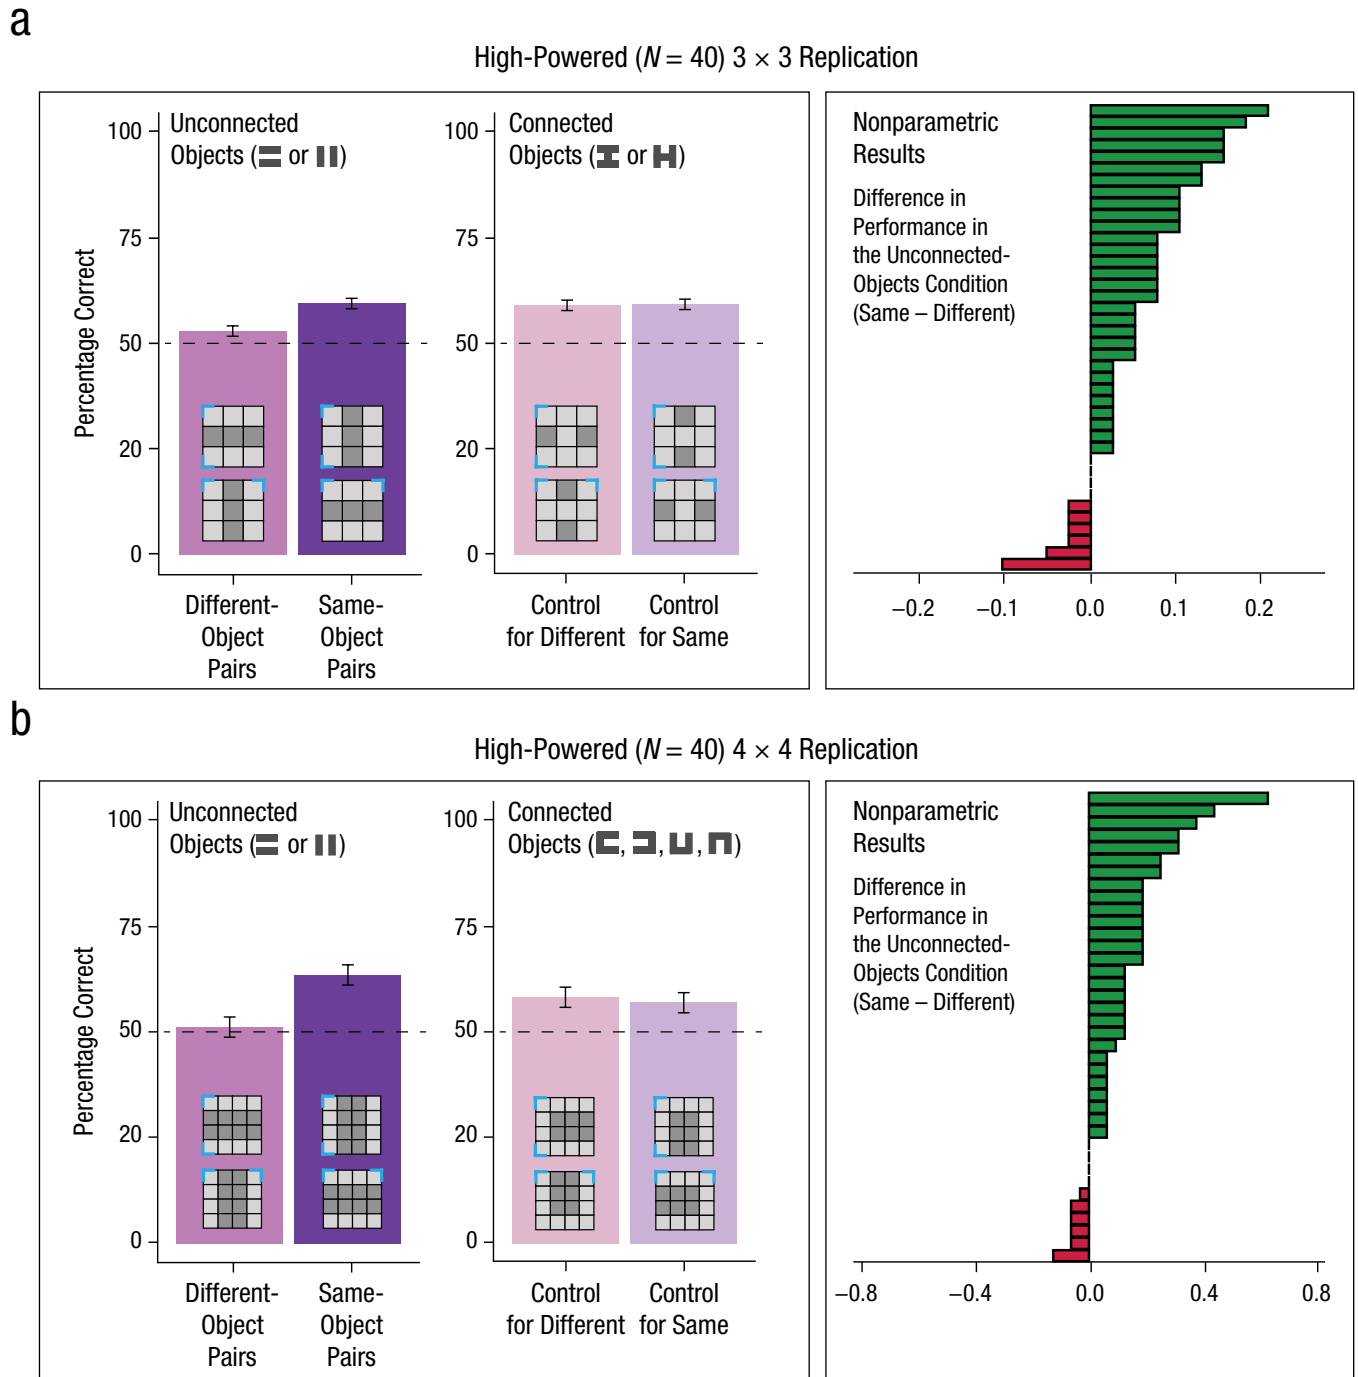 a
High-Powered (N = 40) 3 × 3 Replication
Unconnected
Objects ( or )
Connected
Objects ( or )
100
75
50
20
0
Percentage Correct
Different-
Object
Pairs
Same-
Object
Pairs
100
75
50
20
0
Control
for Different
Control
for Same
Nonparametric
Results
Difference in
Performance in
the Unconnected-
Objects Condition
(Same – Different)
−0.2 −0.1 0.0 0.1 0.2
b
High-Powered (N = 40) 4 × 4 Replication
Unconnected
Objects ( or )
Connected
Objects ( , , , )
100
75
50
20
0
Percentage Correct
Different-
Object
Pairs
Same-
Object
Pairs
100
75
50
20
0
Control
for Different
Control
for Same
Nonparametric
Results
Difference in
Performance in
the Unconnected-
Objects Condition
(Same – Different)
−0.8 −0.4 0.0 0.4 0.8